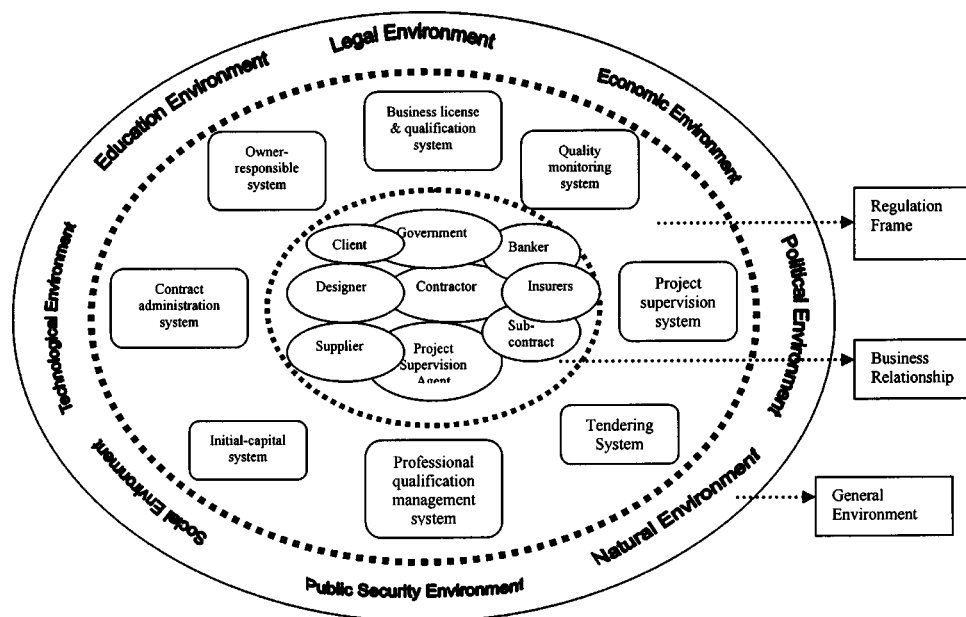 Legal Environment
Education Environment
Economic Environment
Business license
& qualification
system
Owner-
responsible
system
Quality
monitoring
system
Regulation
Frame
Government
Client
Banker
Technological Environment
Contract
administration
system
Designer
Contractor
Insurers
Project
supervision
system
Political Environment
Supplier
Sub-
contract
Project
Supervision
Agent
Business
Relationship
Initial-capital
system
Tendering
System
Professional
qualification
management
system
Social Environment
Natural Environment
General
Environment
Public Security Environment